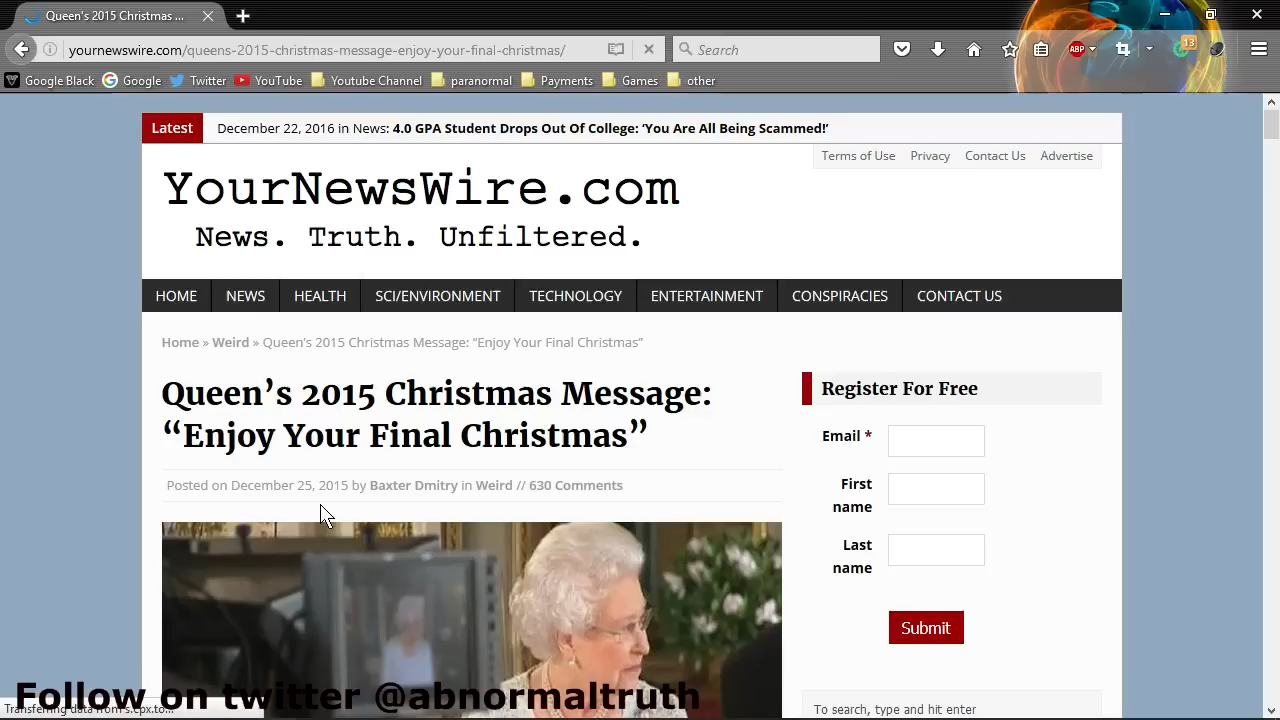 Queen's 2015 Christmas ...
yournewswire.com/queens-2015-christmas-message-enjoy-your-final-christmas/
Search
ABP
13
Google Black
Google
Twitter
YouTube
Youtube Channel
paranormal
Payments
Games
other
Latest
December 22, 2016 in News: 4.0 GPA Student Drops Out Of College: ‘You Are All Being Scammed!’
Terms of Use Privacy Contact Us Advertise
YourNewsWire.com
News. Truth. Unfiltered.
HOME NEWS HEALTH SCI/ENVIRONMENT TECHNOLOGY ENTERTAINMENT CONSPIRACIES CONTACT US
Home » Weird » Queen’s 2015 Christmas Message: “Enjoy Your Final Christmas”
Queen’s 2015 Christmas Message:
“Enjoy Your Final Christmas”
Posted on December 25, 2015 by Baxter Dmitry in Weird // 630 Comments
Register For Free
Email *
First
name
Last
name
Submit
To search, type and hit enter
Follow on twitter @abnormaltruth
Transferring data from s.cpx.to...